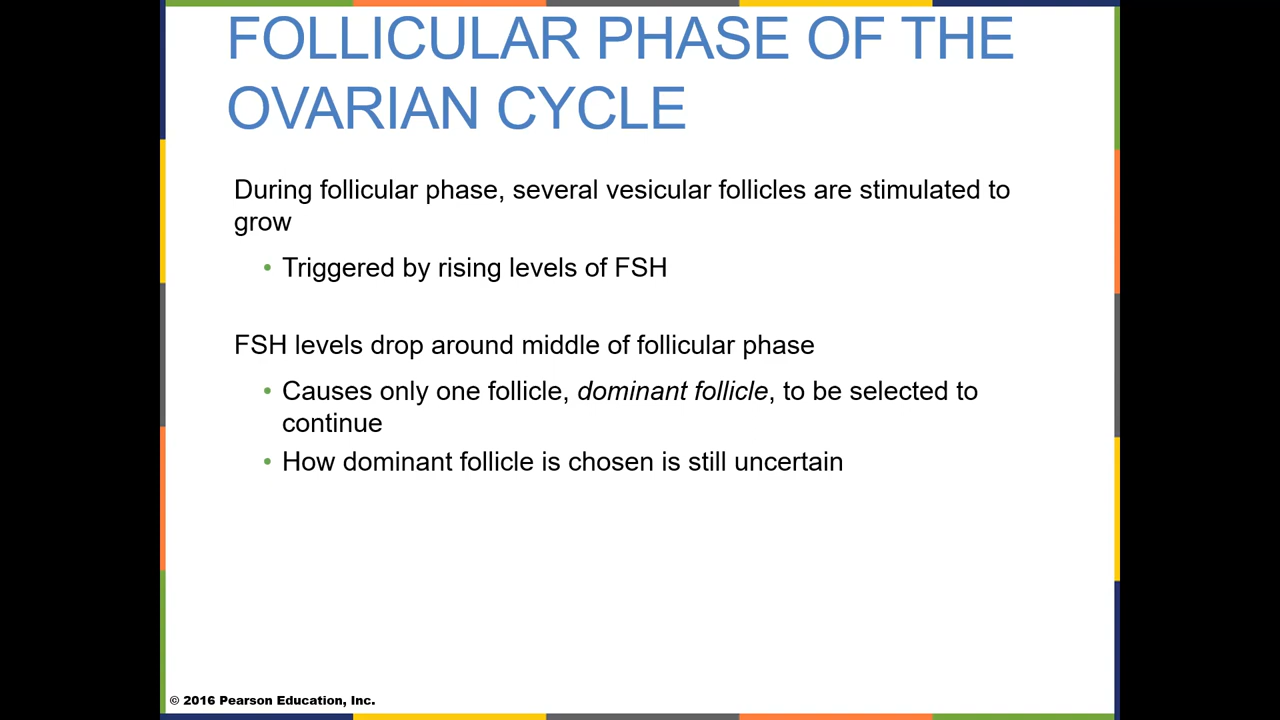 FOLLICULAR PHASE OF THE
OVARIAN CYCLE
During follicular phase, several vesicular follicles are stimulated to
grow
• Triggered by rising levels of FSH
FSH levels drop around middle of follicular phase
• Causes only one follicle, dominant follicle, to be selected to
continue
• How dominant follicle is chosen is still uncertain
© 2016 Pearson Education, Inc.